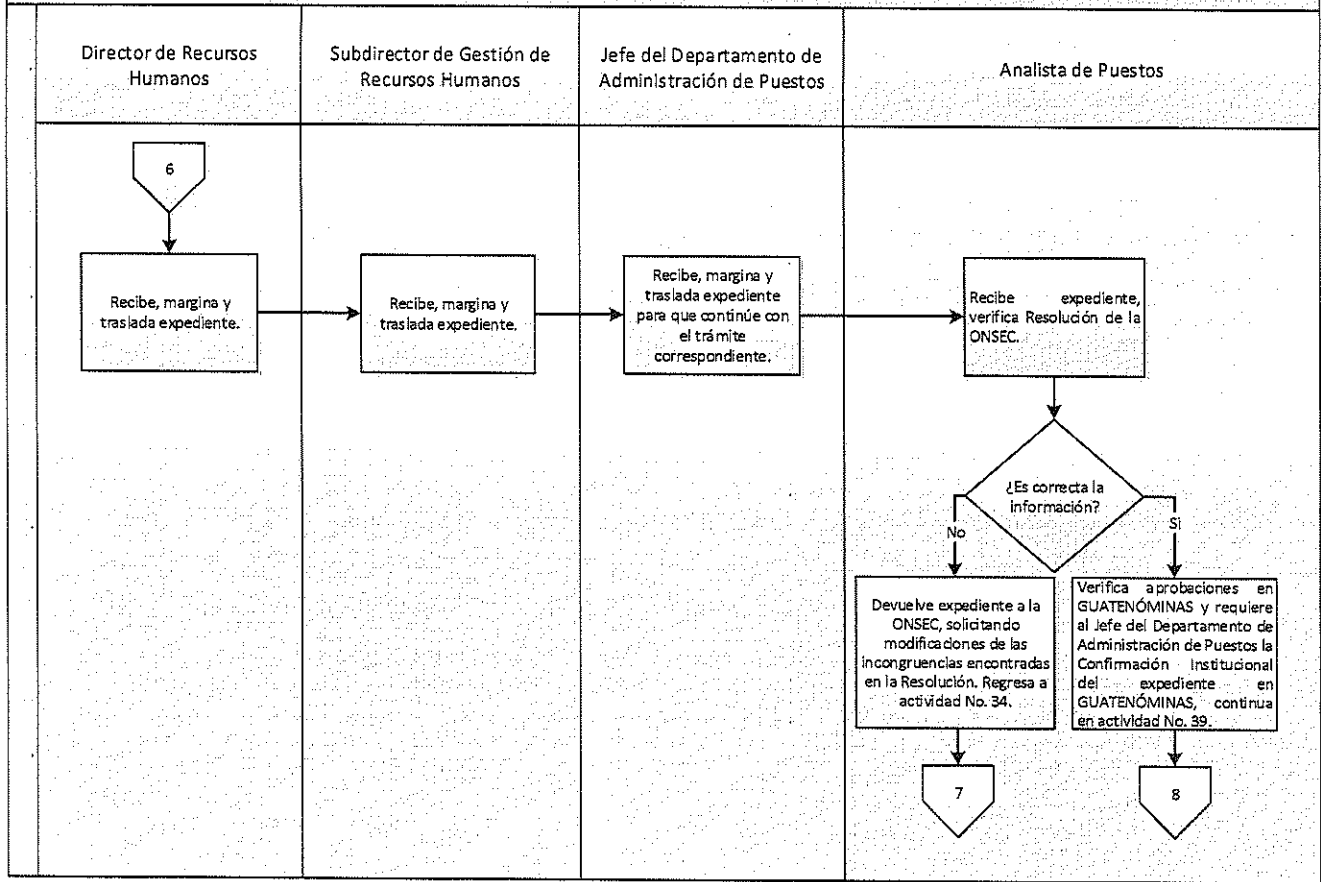 Director de Recursos
Humanos
Subdirector de Gestión de
Recursos Humanos
Jefe del Departamento de
Administración de Puestos
Analista de Puestos
6
Recibe, margina y
traslada expediente.
Recibe, margina y
traslada expediente.
Recibe, margina y
traslada expediente
para que continúe con
el trámite
correspondiente.
Recibe expediente,
verifica Resolución de la
ONSEC.
¿Es correcta la
información?
No
Si
Devuelve expediente a la
ONSEC, solicitando
modificaciones de las
incongruencias encontradas
en la Resolución. Regresa a
actividad No. 34.
Verifica aprobaciones en
GUATENÓMINAS y requiere
al Jefe del Departamento de
Administración de Puestos la
Confirmación Institucional
del expediente en
GUATENÓMINAS, continua
en actividad No. 39.
7
8